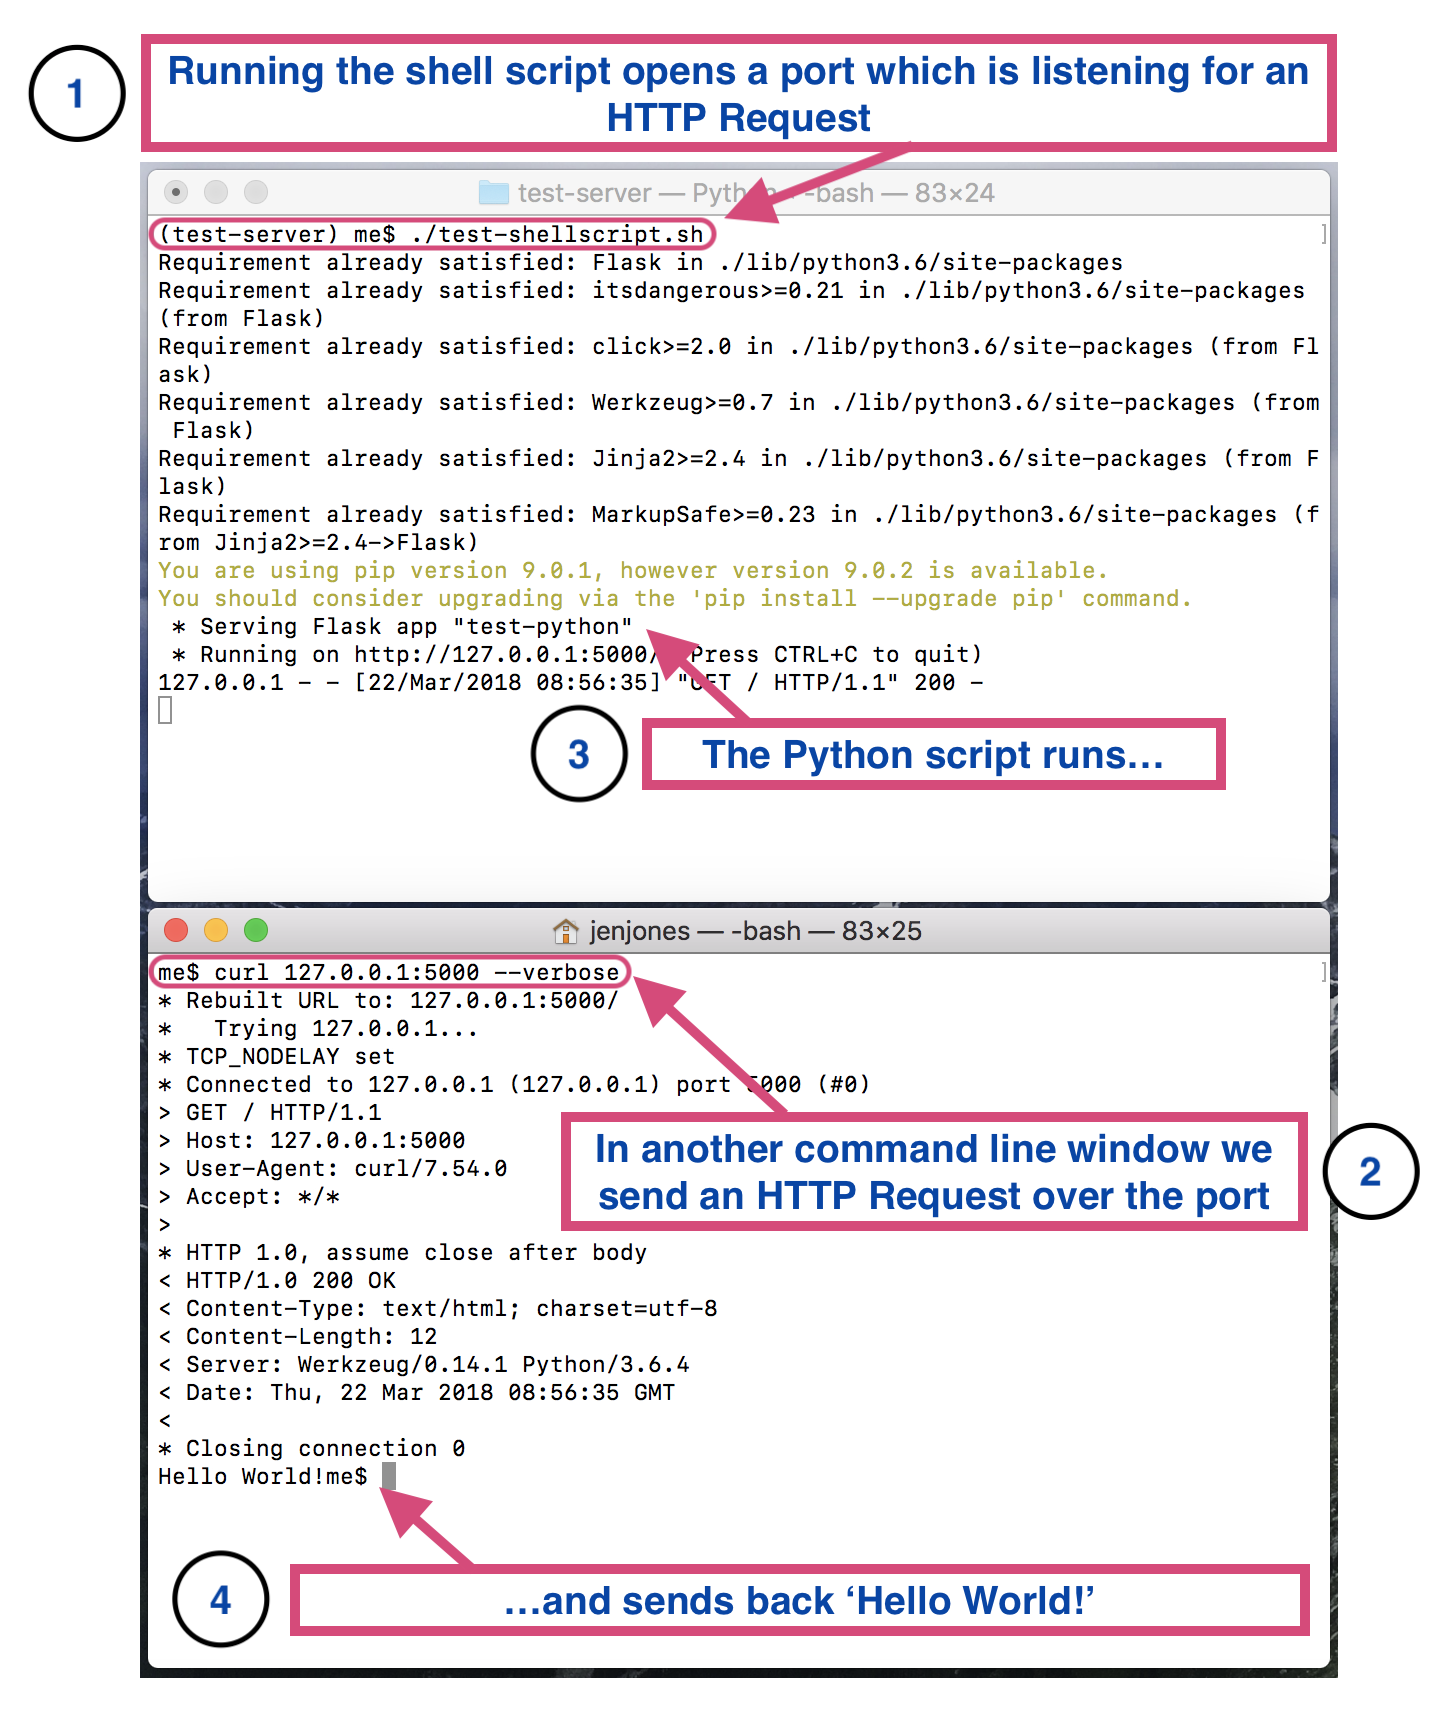 1
Running the shell script opens a port which is listening for an
HTTP Request
test-server — Pyth -bash — 83×24
(test-server) me$ ./test-shellscript.sh
Requirement already satisfied: Flask in ./lib/python3.6/site-packages
Requirement already satisfied: itsdangerous>=0.21 in ./lib/python3.6/site-packages
(from Flask)
Requirement already satisfied: click>=2.0 in ./lib/python3.6/site-packages (from Fl
ask)
Requirement already satisfied: Werkzeug>=0.7 in ./lib/python3.6/site-packages (from
 Flask)
Requirement already satisfied: Jinja2>=2.4 in ./lib/python3.6/site-packages (from F
lask)
Requirement already satisfied: MarkupSafe>=0.23 in ./lib/python3.6/site-packages (f
rom Jinja2>=2.4->Flask)
You are using pip version 9.0.1, however version 9.0.2 is available.
You should consider upgrading via the 'pip install --upgrade pip' command.
 * Serving Flask app "test-python"
 * Running on http://127.0.0.1:5000/ (Press CTRL+C to quit)
127.0.0.1 - - [22/Mar/2018 08:56:35] "GET / HTTP/1.1" 200 -
3
The Python script runs...
jenjones — -bash — 83×25
me$ curl 127.0.0.1:5000 --verbose
* Rebuilt URL to: 127.0.0.1:5000/
*   Trying 127.0.0.1...
* TCP_NODELAY set
* Connected to 127.0.0.1 (127.0.0.1) port 5000 (#0)
> GET / HTTP/1.1
> Host: 127.0.0.1:5000
> User-Agent: curl/7.54.0
> Accept: */*
>
In another command line window we
send an HTTP Request over the port
2
* HTTP 1.0, assume close after body
< HTTP/1.0 200 OK
< Content-Type: text/html; charset=utf-8
< Content-Length: 12
< Server: Werkzeug/0.14.1 Python/3.6.4
< Date: Thu, 22 Mar 2018 08:56:35 GMT
<
* Closing connection 0
Hello World!me$
4
...and sends back ‘Hello World!’